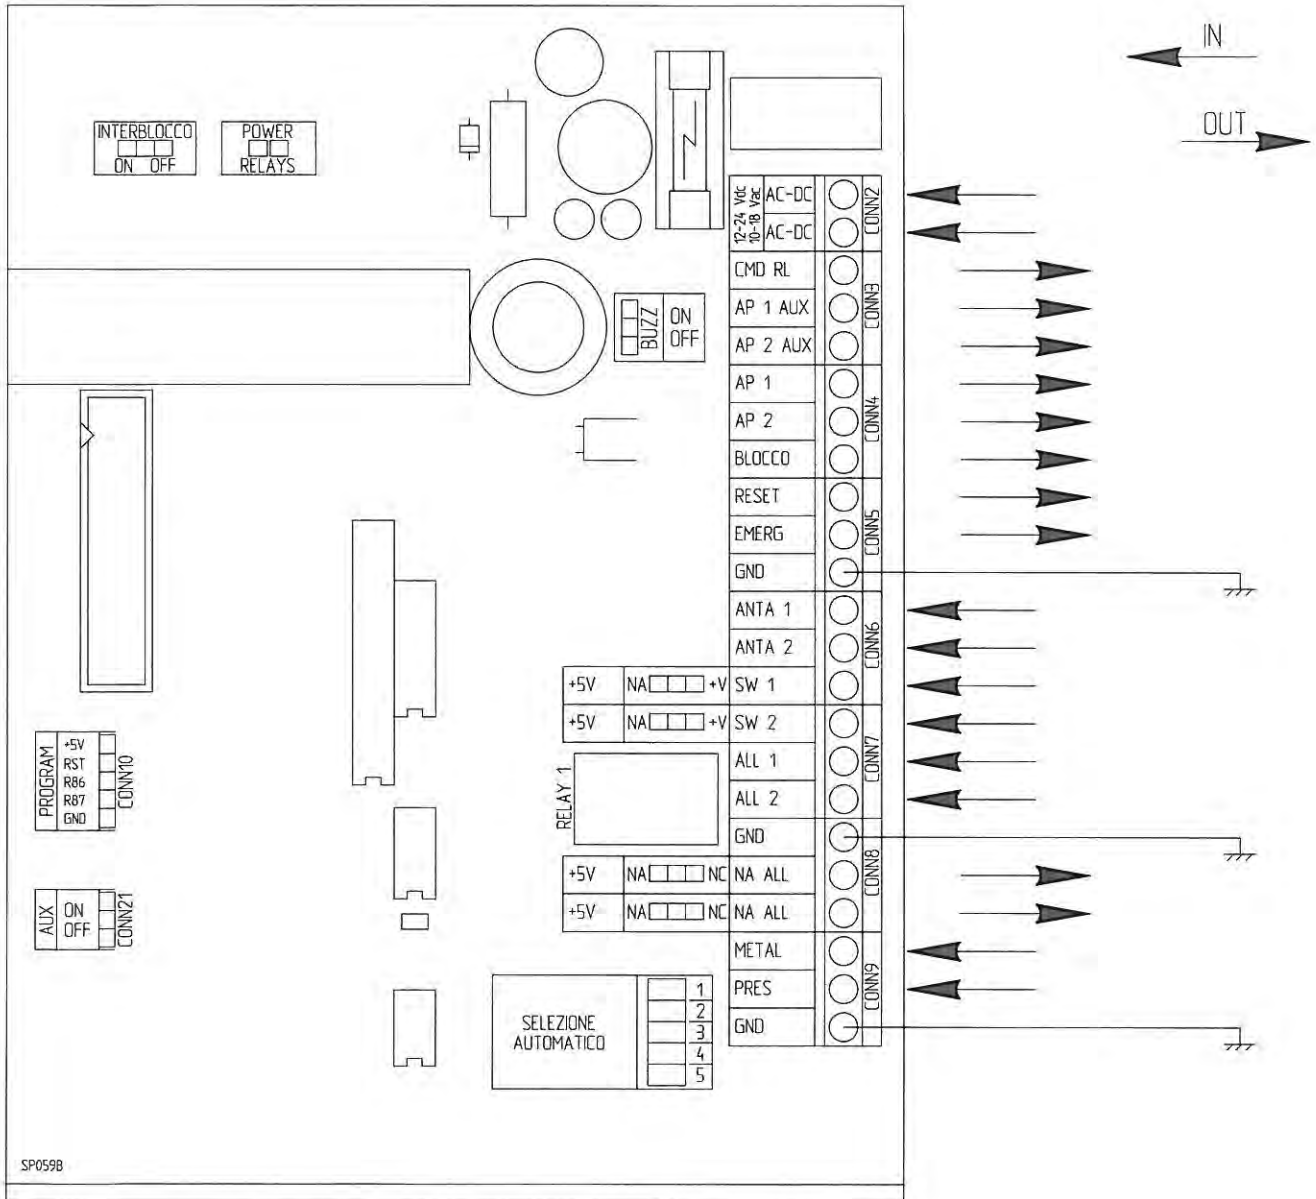 IN
OUT
INTERBLOCCO
ON OFF
POWER
RELAYS
12-24 Vdc
10-18 Vac
AC-DC
AC-DC
CONN2
CMD RL
AP 1 AUX
AP 2 AUX
CONN3
BUZZ
ON
OFF
AP 1
AP 2
BLOCCO
CONN4
RESET
EMERG
GND
CONN5
ANTA 1
ANTA 2
+5V NA +V SW 1
CONN6
+5V NA +V SW 2
ALL 1
ALL 2
CONN7
RELAY 1
GND
+5V NA NC NA ALL
+5V NA NC NA ALL
CONN8
METAL
PRES
GND
CONN9
PROGRAM
+5V
RST
R86
R87
GND
CONN10
AUX
ON
OFF
CONN21
SELEZIONE
AUTOMATICO
1
2
3
4
5
SP059B